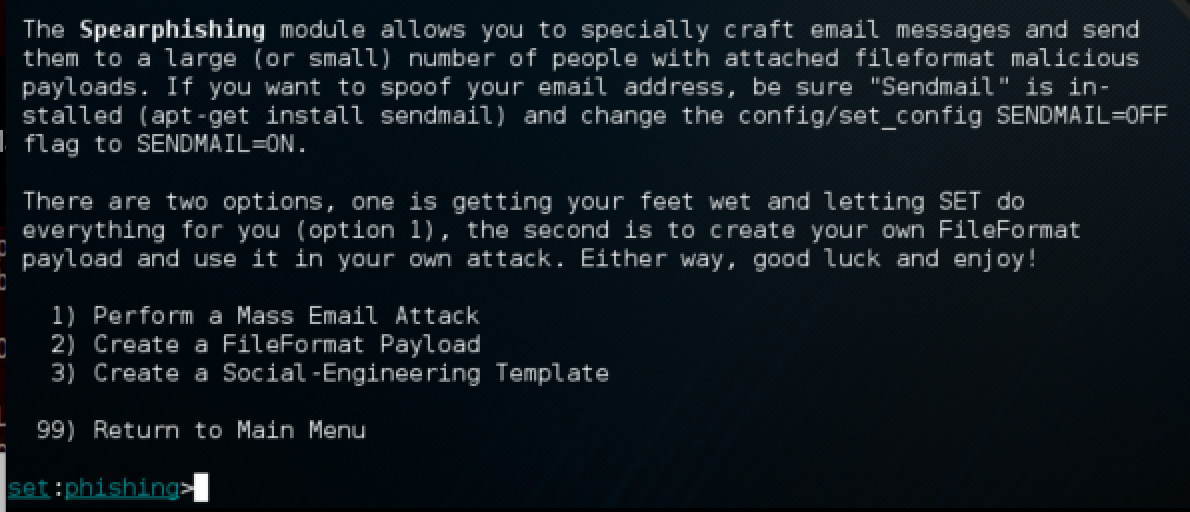 The Spearphishing module allows you to specially craft email messages and send
them to a large (or small) number of people with attached fileformat malicious
payloads. If you want to spoof your email address, be sure "Sendmail" is in-
stalled (apt-get install sendmail) and change the config/set_config SENDMAIL=OFF
flag to SENDMAIL=ON.
There are two options, one is getting your feet wet and letting SET do
everything for you (option 1), the second is to create your own FileFormat
payload and use it in your own attack. Either way, good luck and enjoy!
1) Perform a Mass Email Attack
2) Create a FileFormat Payload
3) Create a Social-Engineering Template
99) Return to Main Menu
set:phishing>